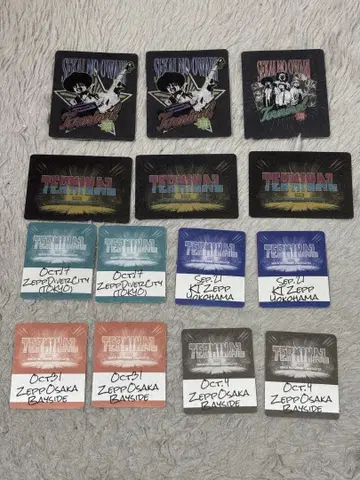 SEKAI NO OWARI
Terminal
SEKAI NO OWARI
Terminal
SEKAI NO OWARI
Terminal
TERMINAL
TERMINAL
TERMINAL
TERMINAL
OCT.17
ZEPP DIVERCITY
(TOKYO)
TERMINAL
OCT.17
ZEPP DIVERCITY
(TOKYO)
TERMINAL
SEP.21
KT ZEPP
YOKOHAMA
TERMINAL
SEP.21
KT ZEPP
YOKOHAMA
TERMINAL
OCT.31
ZEPP OSAKA
BAYSIDE
TERMINAL
OCT.31
ZEPP OSAKA
BAYSIDE
TERMINAL
OCT.4
ZEPP OSAKA
BAYSIDE
TERMINAL
OCT.4
ZEPP OSAKA
BAYSIDE